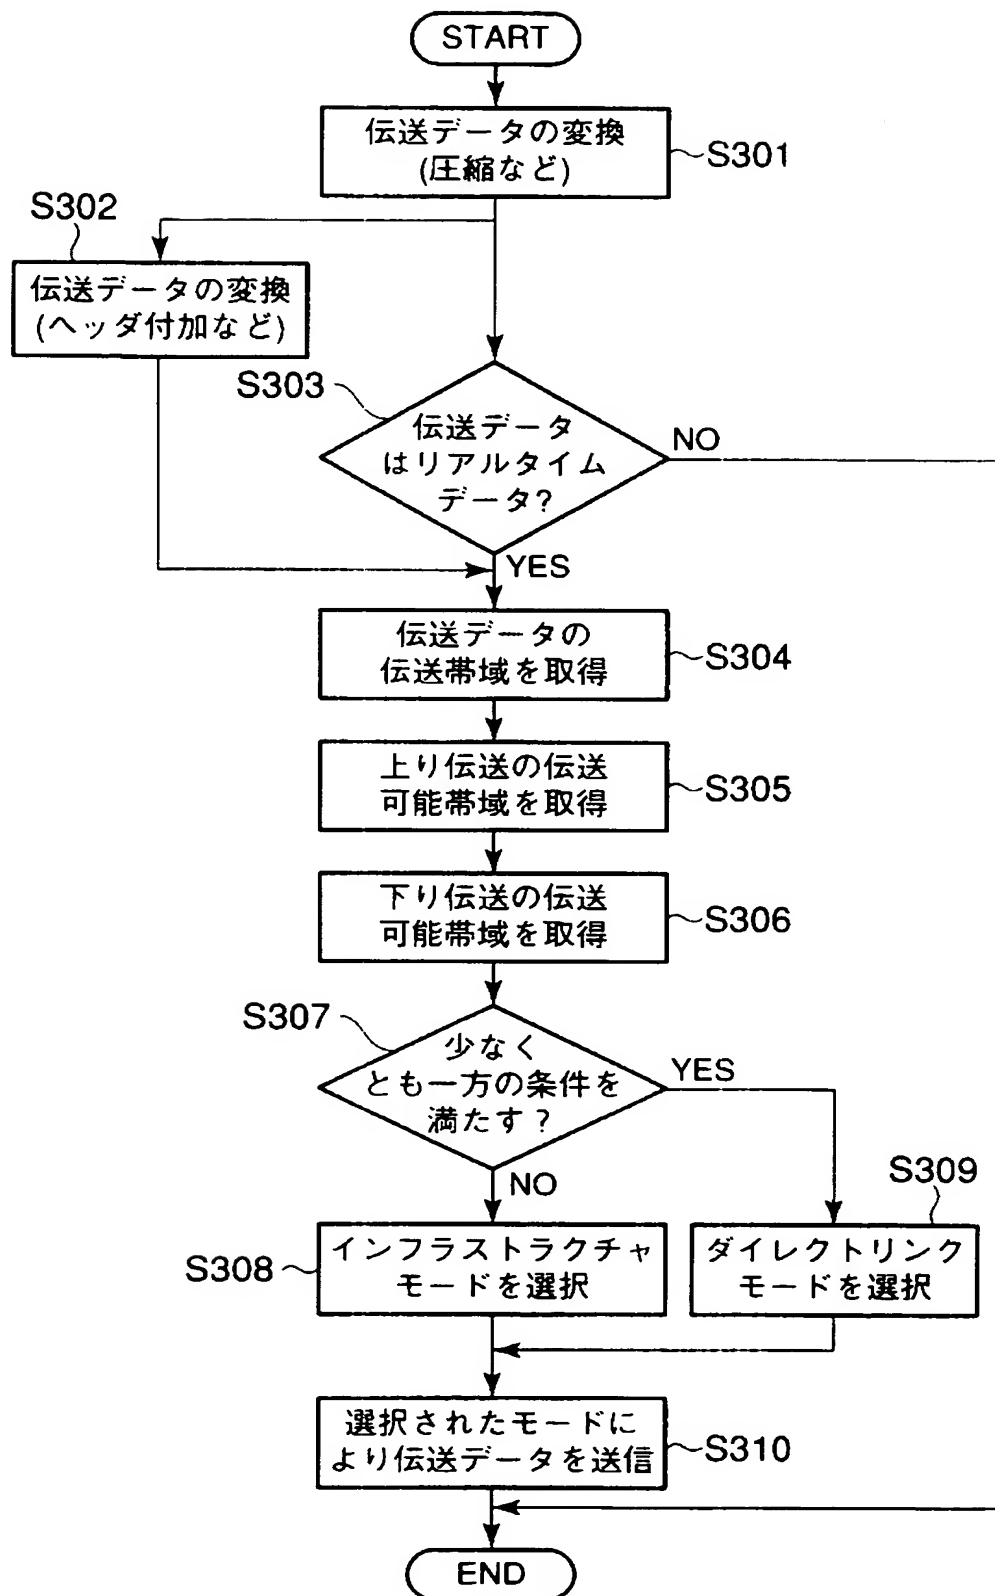 START
伝送データの変換
(圧縮など)
S301
S302
伝送データの変換
(ヘッダ付加など)
S303
伝送データ
はリアルタイム
データ?
NO
YES
伝送データの
伝送帯域を取得
S304
上り伝送の伝送
可能帯域を取得
S305
下り伝送の伝送
可能帯域を取得
S306
S307
少なく
とも一方の条件を
満たす?
YES
NO
S309
S308
インフラストラクチャ
モードを選択
ダイレクトリンク
モードを選択
選択されたモードに
より伝送データを送信
S310
END